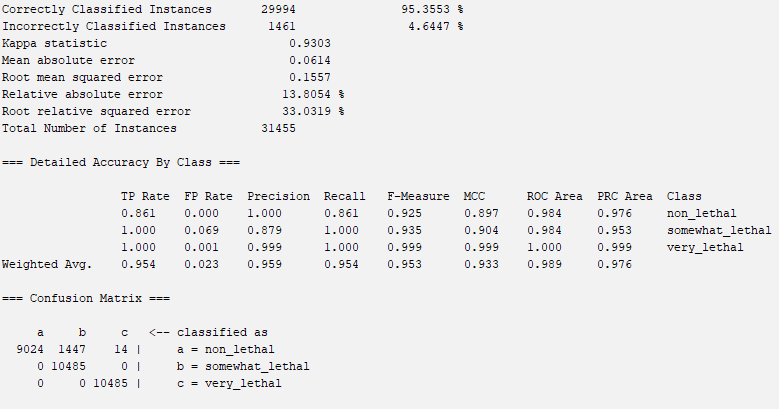 Correctly Classified Instances 29994 95.3553 %
Incorrectly Classified Instances 1461 4.6447 %
Kappa statistic 0.9303
Mean absolute error 0.0614
Root mean squared error 0.1557
Relative absolute error 13.8054 %
Root relative squared error 33.0319 %
Total Number of Instances 31455
=== Detailed Accuracy By Class ===
TP Rate FP Rate Precision Recall F-Measure MCC ROC Area PRC Area Class
0.861 0.000 1.000 0.861 0.925 0.897 0.984 0.976 non_lethal
1.000 0.069 0.879 1.000 0.935 0.904 0.984 0.953 somewhat_lethal
1.000 0.001 0.999 1.000 0.999 0.999 1.000 0.999 very_lethal
Weighted Avg. 0.954 0.023 0.959 0.954 0.953 0.933 0.989 0.976
=== Confusion Matrix ===
a b c <-- classified as
9024 1447 14 | a = non_lethal
0 10485 0 | b = somewhat_lethal
0 0 10485 | c = very_lethal